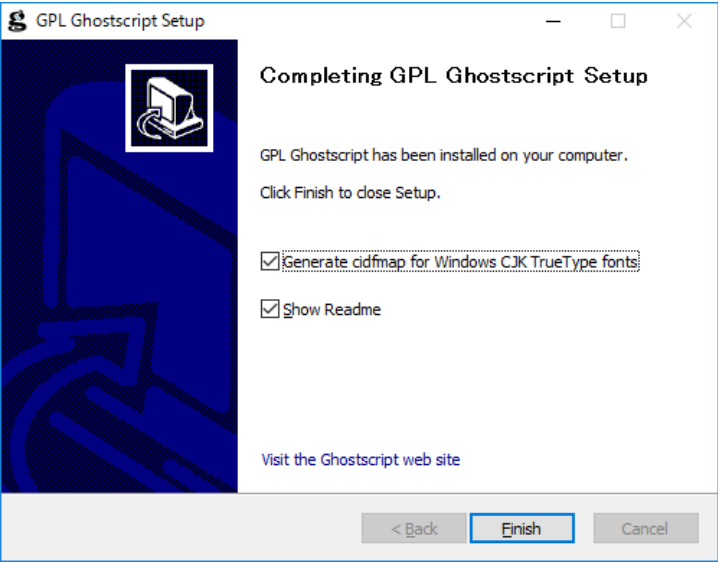 GPL Ghostscript Setup
Completing GPL Ghostscript Setup
GPL Ghostscript has been installed on your computer.
Click Finish to close Setup.
Generate cidfmap for Windows CJK TrueType fonts
Show Readme
Visit the Ghostscript web site
< Back Finish Cancel